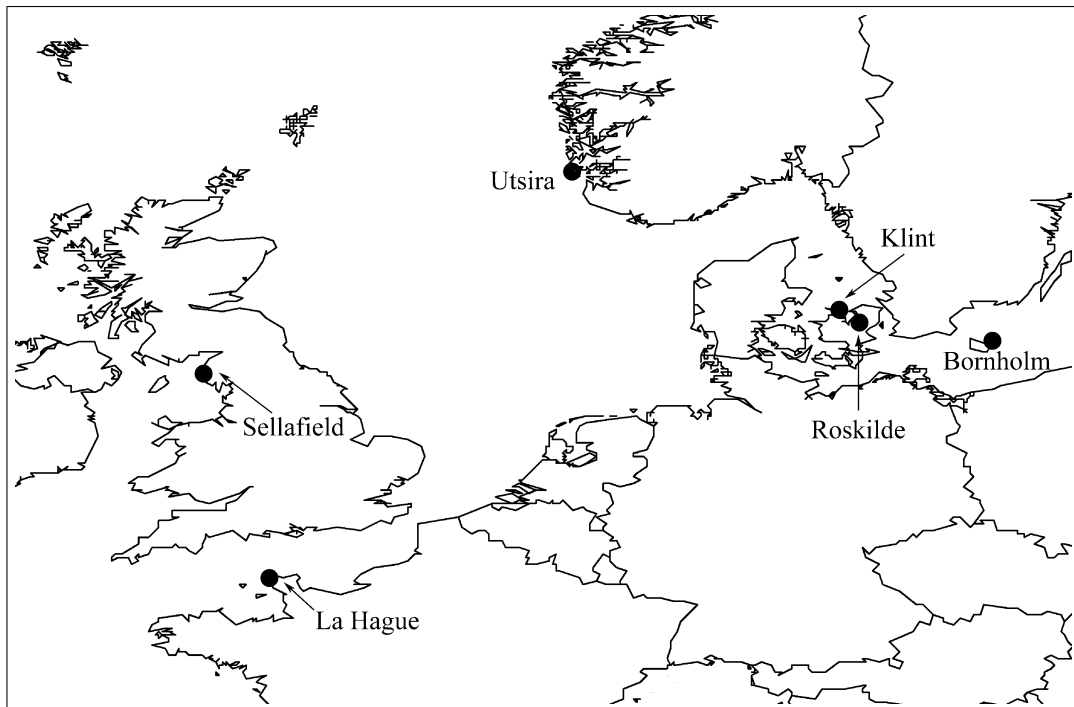 Utsira
Klint
Bornholm
Sellafield
Roskilde
La Hague